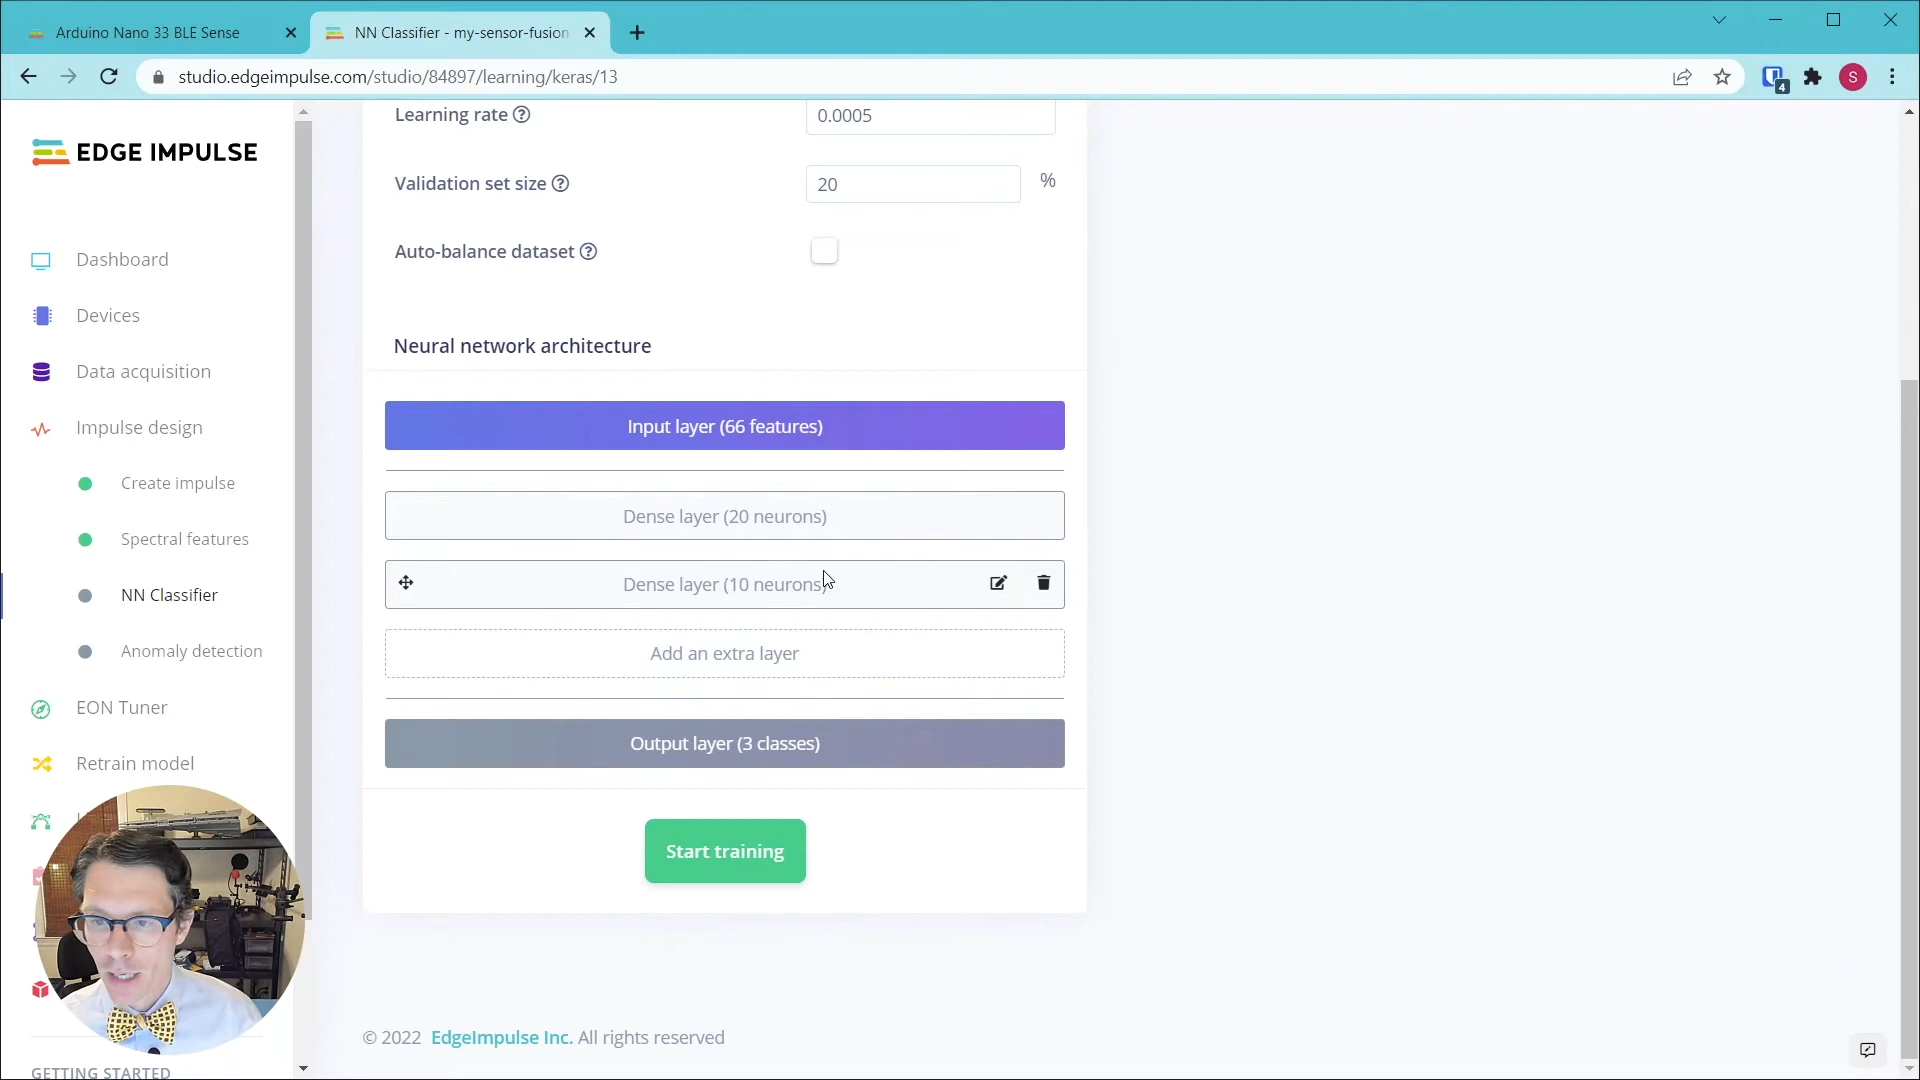 Arduino Nano 33 BLE Sense
NN Classifier - my-sensor-fusion
studio.edgeimpulse.com/studio/84897/learning/keras/13
4
S
EDGE IMPULSE
Dashboard
Devices
Data acquisition
Impulse design
Create impulse
Spectral features
NN Classifier
Anomaly detection
EON Tuner
Retrain model
GETTING STARTED
Learning rate ?
0.0005
Validation set size ?
20
%
Auto-balance dataset ?
Neural network architecture
Input layer (66 features)
Dense layer (20 neurons)
Dense layer (10 neurons)
Add an extra layer
Output layer (3 classes)
Start training
© 2022 EdgeImpulse Inc. All rights reserved